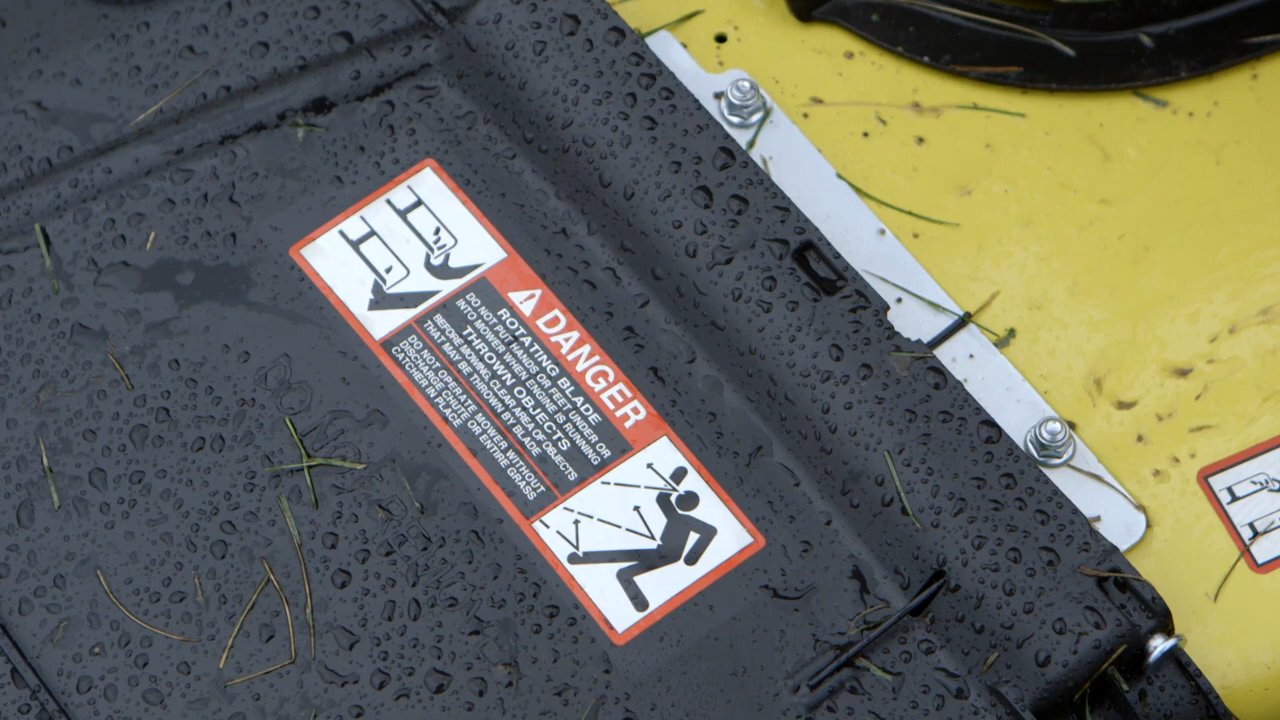 DANGER
ROTATING BLADE
DO NOT PUT HANDS OR FEET UNDER OR
INTO MOWER WHEN ENGINE IS RUNNING
THROWN OBJECTS
BEFORE MOWING, CLEAR AREA OF OBJECTS
THAT MAY BE THROWN BY BLADE
DO NOT OPERATE MOWER WITHOUT
DISCHARGE CHUTE OR ENTIRE GRASS
CATCHER IN PLACE